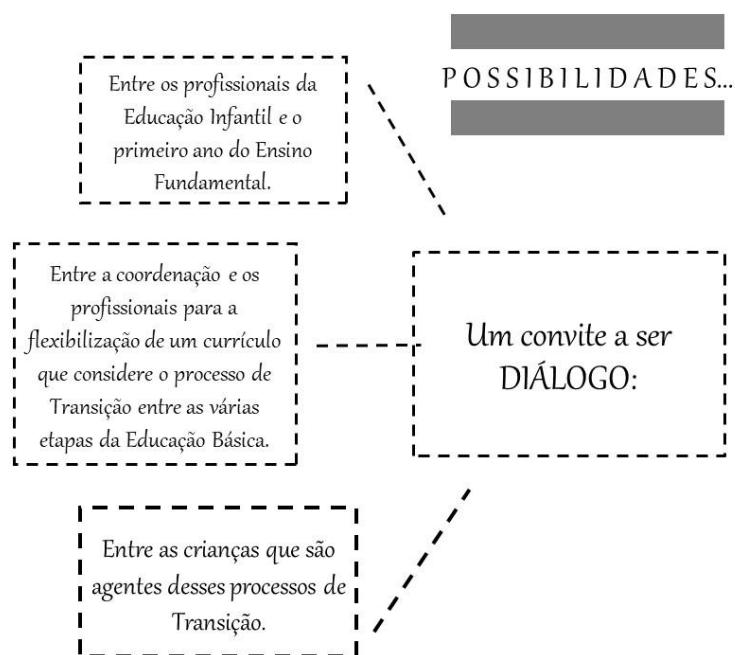 POSSIBILIDADES...
Entre os profissionais da
Educação Infantil e o
primeiro ano do Ensino
Fundamental.
Entre a coordenação e os
profissionais para a
flexibilização de um currículo
que considere o processo de
Transição entre as várias
etapas da Educação Básica.
Um convite a ser
DIÁLOGO:
Entre as crianças que são
agentes desses processos de
Transição.